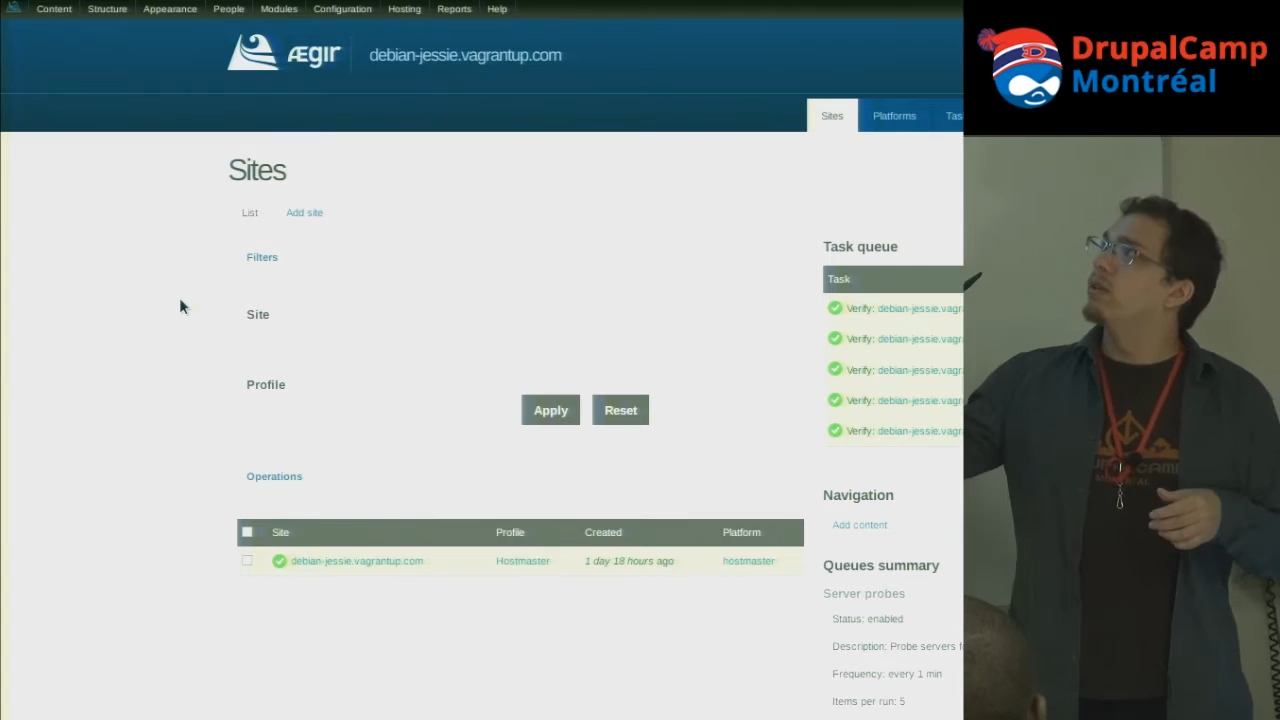 Content Structure Appearance People Modules Configuration Hosting Reports Help
ÆGIR debian-jessie.vagrantup.com
DrupalCamp
Montréal
Sites Platforms Tas
Sites
List Add site
Filters
Site
Profile
Apply Reset
Operations
Site Profile Created Platform
debian-jessie.vagrantup.com Hostmaster 1 day 18 hours ago hostmaster
Task queue
Task
Verify: debian-jessie.vagr
Verify: debian-jessie.vagr
Verify: debian-jessie.vagr
Verify: debian-jessie.vagr
Verify: debian-jessie.vagr
Navigation
Add content
Queues summary
Server probes
Status: enabled
Description: Probe servers f
Frequency: every 1 min
Items per run: 5